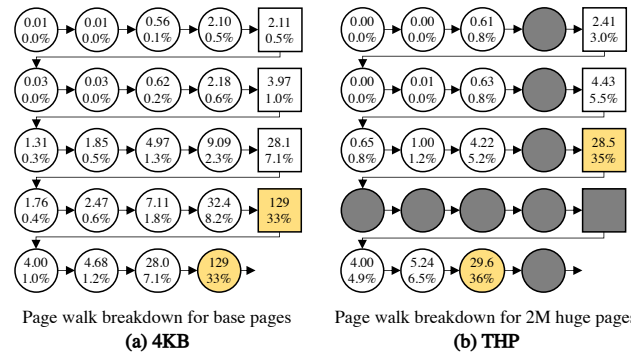 0.01 0.01 0.56 2.10 2.11
0.0% 0.0% 0.1% 0.5% 0.5%
0.03 0.03 0.62 2.18 3.97
0.0% 0.0% 0.2% 0.6% 1.0%
1.31 1.85 4.97 9.09 28.1
0.3% 0.5% 1.3% 2.3% 7.1%
1.76 2.47 7.11 32.4 129
0.4% 0.6% 1.8% 8.2% 33%
4.00 4.68 28.0 129
1.0% 1.2% 7.1% 33%
Page walk breakdown for base pages
(a) 4KB
0.00 0.00 0.61 2.41
0.0% 0.0% 0.8% 3.0%
0.00 0.01 0.63 4.43
0.0% 0.0% 0.8% 5.5%
0.65 1.00 4.22 28.5
0.8% 1.2% 5.2% 35%
4.00 5.24 29.6
4.9% 6.5% 36%
Page walk breakdown for 2M huge pages
(b) THP